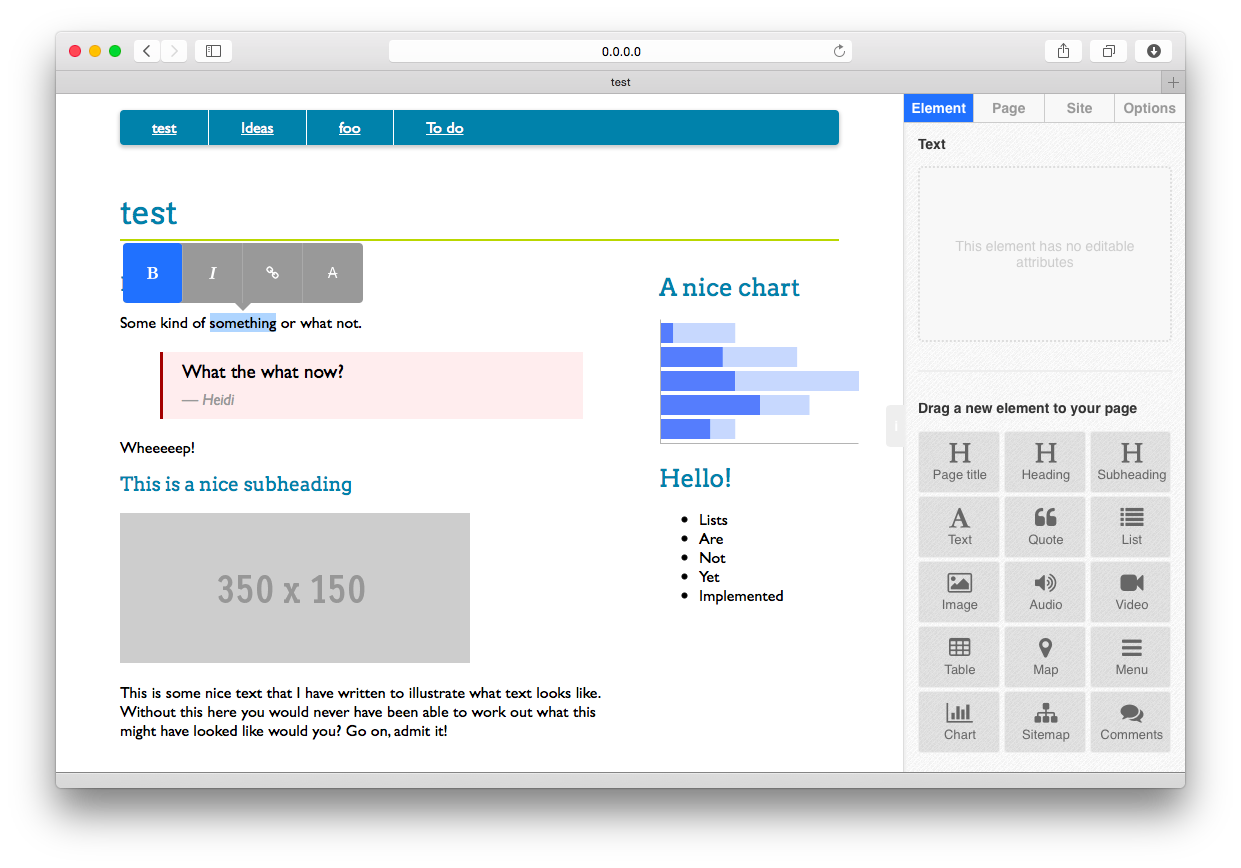 0.0.0.0
test
test Ideas foo To do
Element Page Site Options
test
B I A
Some kind of something or what not.
What the what now?
— Heidi
Wheeeeep!
This is a nice subheading
350 x 150
This is some nice text that I have written to illustrate what text looks like.
Without this here you would never have been able to work out what this
might have looked like would you? Go on, admit it!
A nice chart
Hello!
Lists
Are
Not
Yet
Implemented
Text
This element has no editable
attributes
Drag a new element to your page
H H H
Page title Heading Subheading
A
Text Quote List
Image Audio Video
Table Map Menu
Chart Sitemap Comments